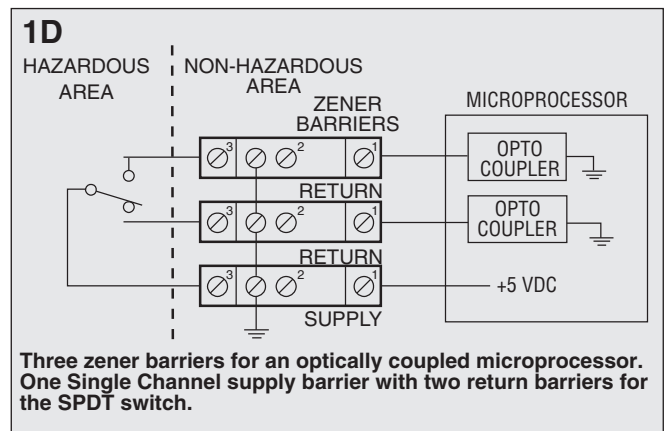 1D
HAZARDOUS
AREA
NON-HAZARDOUS
AREA
ZENER
BARRIERS
MICROPROCESSOR
3 2 1
OPTO
COUPLER
RETURN
3 2 1
OPTO
COUPLER
RETURN
3 2 1
+5 VDC
SUPPLY
Three zener barriers for an optically coupled microprocessor.
One Single Channel supply barrier with two return barriers for
the SPDT switch.